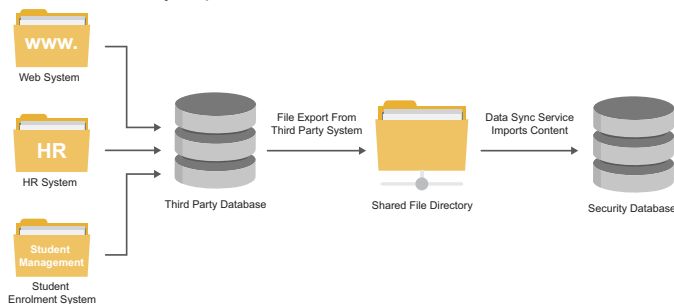 www.
Web System
HR
HR System
Student
Management
Student
Enrolment System
Third Party Database
File Export From
Third Party System
Shared File Directory
Data Sync Service
Imports Content
Security Database